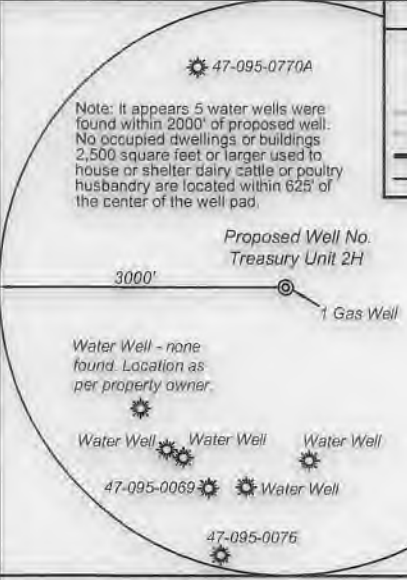 47-095-0770A
Note: It appears 5 water wells were
found within 2000' of proposed well.
No occupied dwellings or buildings
2,500 square feet or larger used to
house or shelter dairy cattle or poultry
husbandry are located within 625' of
the center of the well pad.
Proposed Well No.
Treasury Unit 2H
3000'
1 Gas Well
Water Well - none
found. Location as
per property owner.
Water Well
Water Well
Water Well
47-095-0069
Water Well
47-095-0076